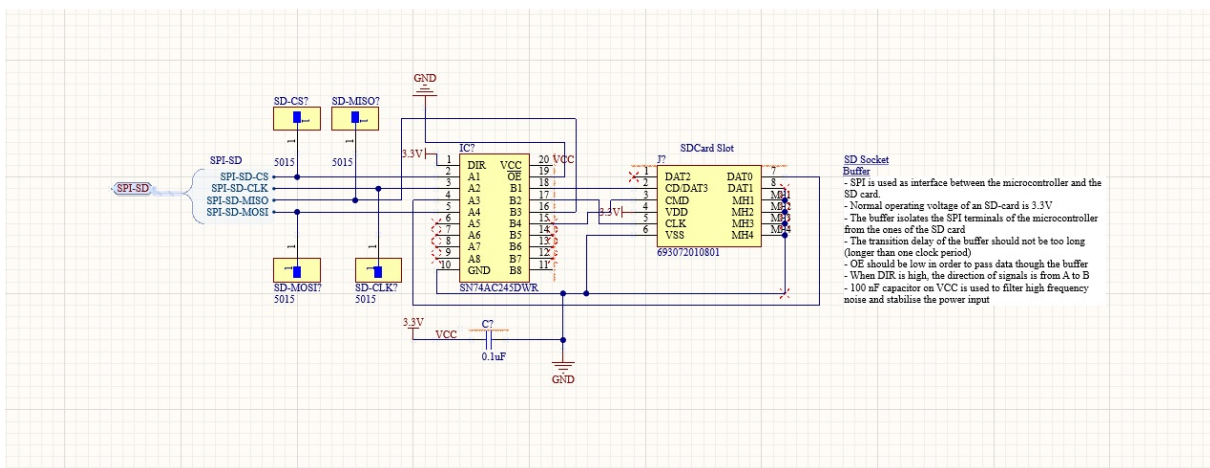 GND
SD-CS?
SD-MISO?
1
1
5015
5015
SPI-SD
SPI-SD
SPI-SD-CS
SPI-SD-CLK
SPI-SD-MISO
SPI-SD-MOSI
1
1
SD-MOSI?
5015
SD-CLK?
5015
3.3V
IC?
1 DIR VCC 20 VCC
2 A1 OE 19
3 A2 B1 18
4 A3 B2 17
5 A4 B3 16
6 A5 B4 15
7 A6 B5 14
8 A7 B6 13
9 A8 B7 12
10 GND B8 11
SN74AC245DWR
SDCard Slot
J?
3.3V
1 DAT2 DAT0 7
2 CD/DAT3 DAT1 8
3 CMD MH1 MH1
4 VDD MH2 MH2
5 CLK MH3 MH3
6 VSS MH4 MH4
693072010801
3.3V
VCC
C?
0.1uF
GND
SD Socket
Buffer
- SPI is used as interface between the microcontroller and the
SD card.
- Normal operating voltage of an SD-card is 3.3V
- The buffer isolates the SPI terminals of the microcontroller
from the ones of the SD card
- The transition delay of the buffer should not be too long
(longer than one clock period)
- OE should be low in order to pass data though the buffer
- When DIR is high, the direction of signals is from A to B
- 100 nF capacitor on VCC is used to filter high frequency
noise and stabilise the power input